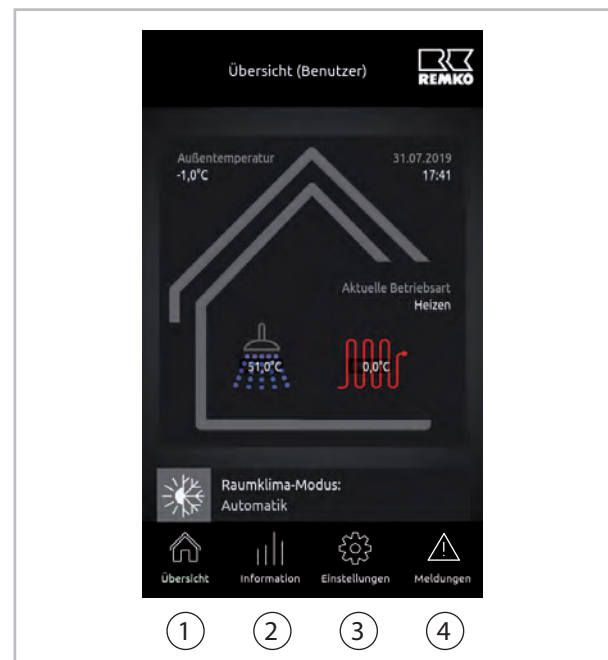 Übersicht (Benutzer)
REMKO
Außentemperatur
-1,0°C
31.07.2019
17:41
Aktuelle Betriebsart
Heizen
51,0°C
0,0°C
Raumklima-Modus:
Automatik
Übersicht
Information
Einstellungen
Meldungen
1
2
3
4